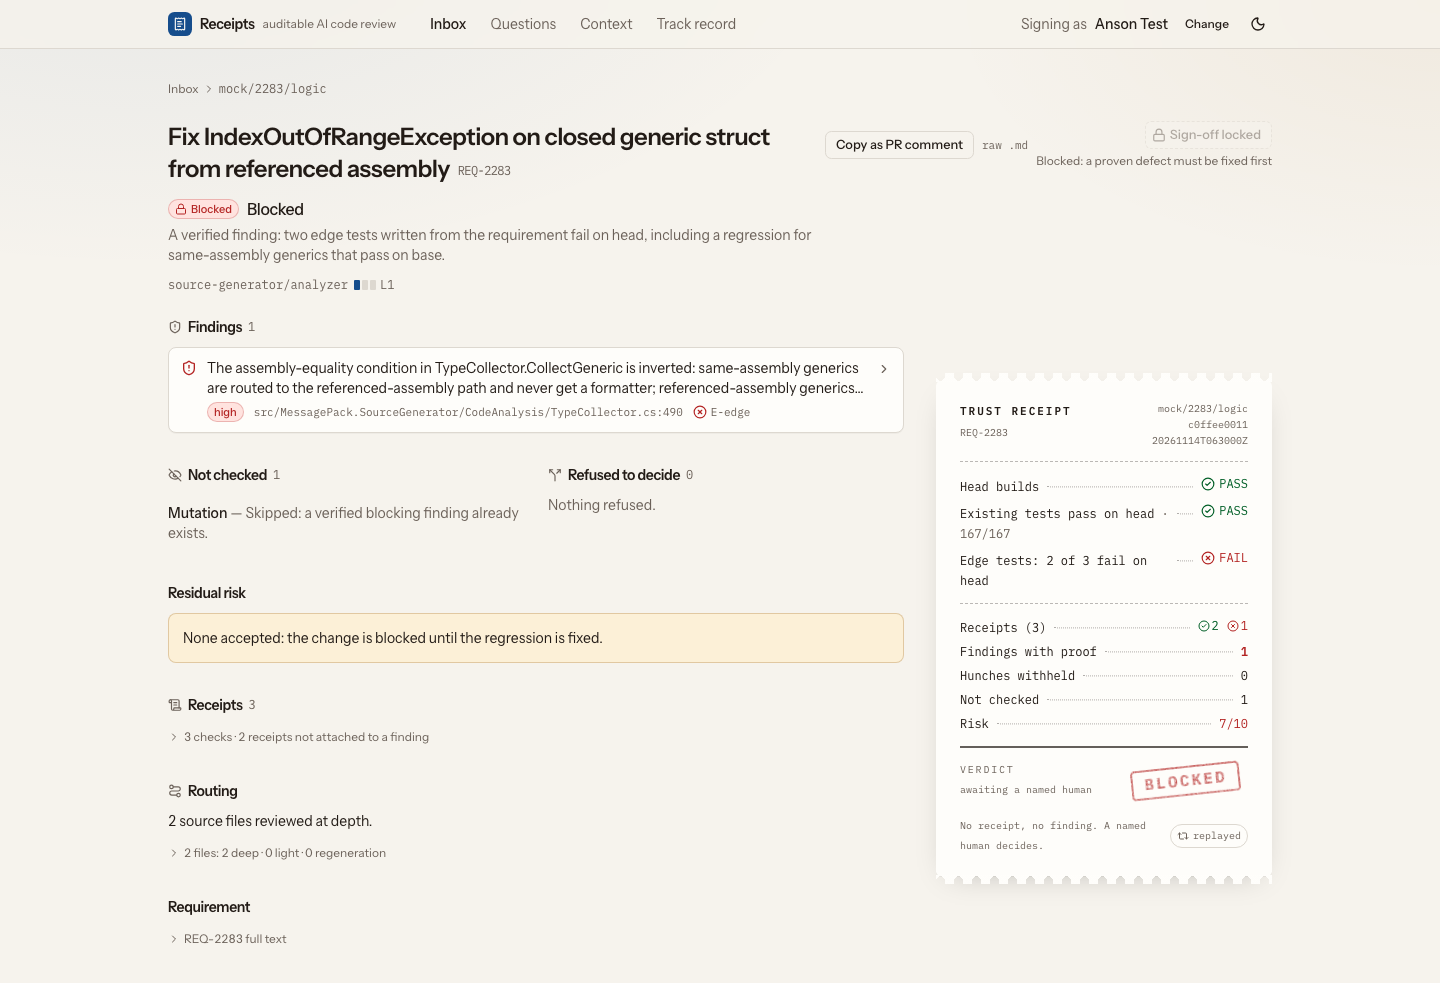 Receipts auditable AI code review Inbox Questions Context Track record Signing as Anson Test Change
Inbox > mock/2283/logic
Fix IndexOutOfRangeException on closed generic struct
from referenced assembly REQ-2283
Copy as PR comment raw .md
Sign-off locked
Blocked: a proven defect must be fixed first
Blocked Blocked
A verified finding: two edge tests written from the requirement fail on head, including a regression for
same-assembly generics that pass on base.
source-generator/analyzer L1
Findings 1
The assembly-equality condition in TypeCollector.CollectGeneric is inverted: same-assembly generics
are routed to the referenced-assembly path and never get a formatter; referenced-assembly generics...
high src/MessagePack.SourceGenerator/CodeAnalysis/TypeCollector.cs:490 E-edge
Not checked 1
Mutation — Skipped: a verified blocking finding already
exists.
Refused to decide 0
Nothing refused.
Residual risk
None accepted: the change is blocked until the regression is fixed.
Receipts 3
3 checks · 2 receipts not attached to a finding
Routing
2 source files reviewed at depth.
2 files: 2 deep · 0 light · 0 regeneration
Requirement
REQ-2283 full text
TRUST RECEIPT
REQ-2283
mock/2283/logic
c0ffee0011
20261114T063000Z
Head builds PASS
Existing tests pass on head · PASS
167/167
Edge tests: 2 of 3 fail on FAIL
head
Receipts (3) 2 1
Findings with proof 1
Hunches withheld 0
Not checked 1
Risk 7/10
VERDICT
awaiting a named human
BLOCKED
No receipt, no finding. A named
human decides.
replayed